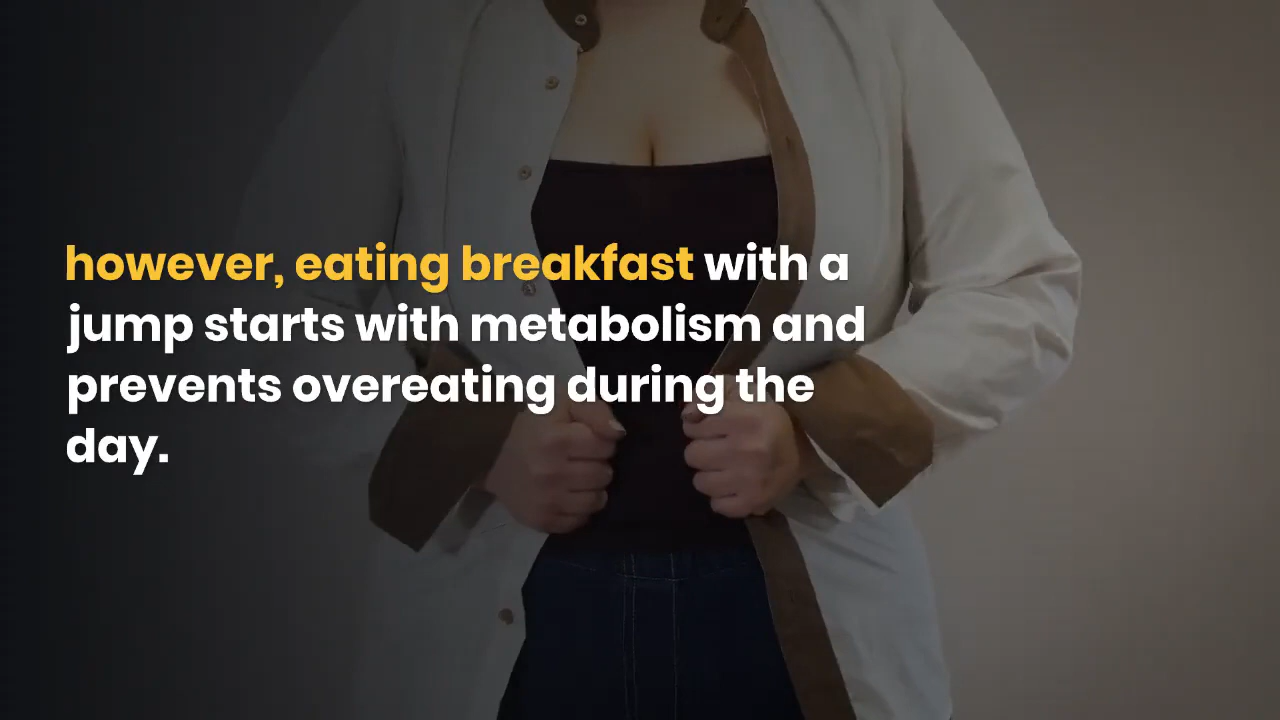 however, eating breakfast with a
jump starts with metabolism and
prevents overeating during the
day.